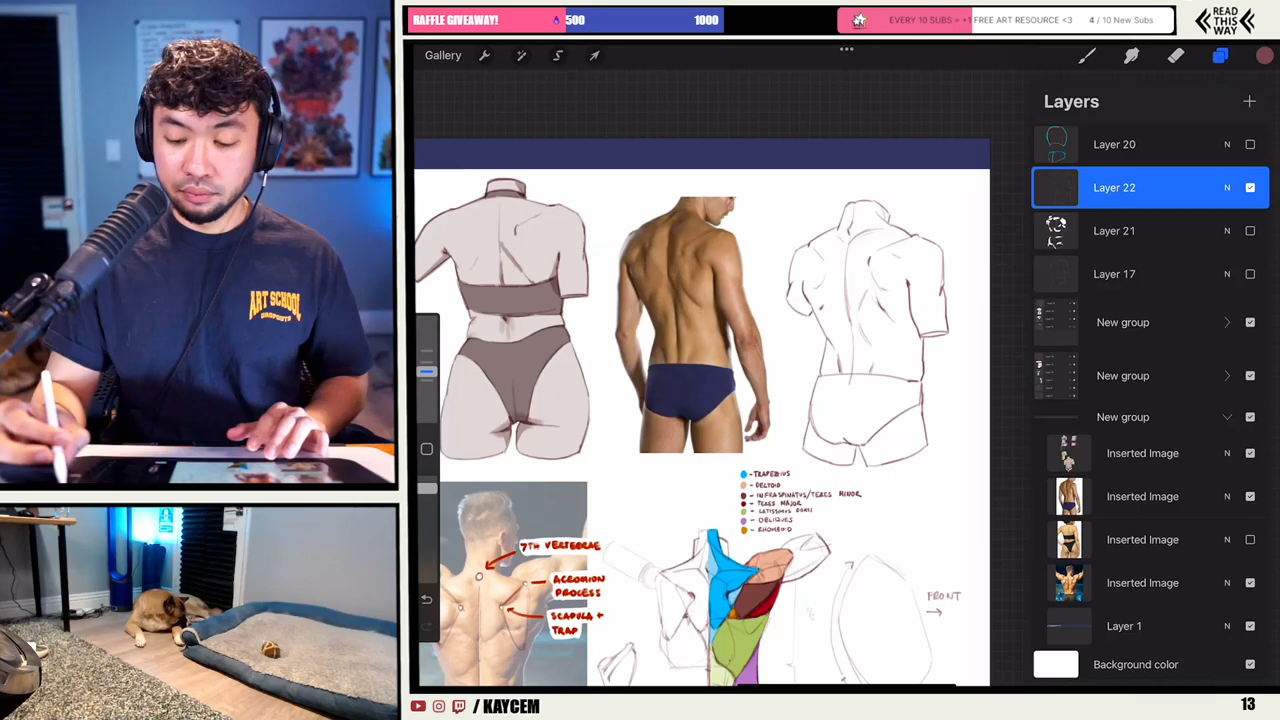 RAFFLE GIVEAWAY!
500
1000
EVERY 10 SUBS = +1 FREE ART RESOURCE <3
4 / 10 New Subs
READ
THIS
WAY
Gallery
Layers
Layer 20
N
Layer 22
N
Layer 21
N
Layer 17
N
New group
New group
New group
Inserted Image
N
Inserted Image
N
Inserted Image
N
Inserted Image
N
Layer 1
N
Background color
ART SCHOOL
DROPOUTS
- TRAPEZIUS
- DELTOID
- INFRASPINATUS/TERES MINOR
- TERES MAJOR
- LATISSIMUS DORSI
- OBLIQUES
- RHOMBOID
7TH VERTEBRAE
ACROMION
PROCESS
SCAPULA +
TRAP
FRONT
/ KAYCEM
13